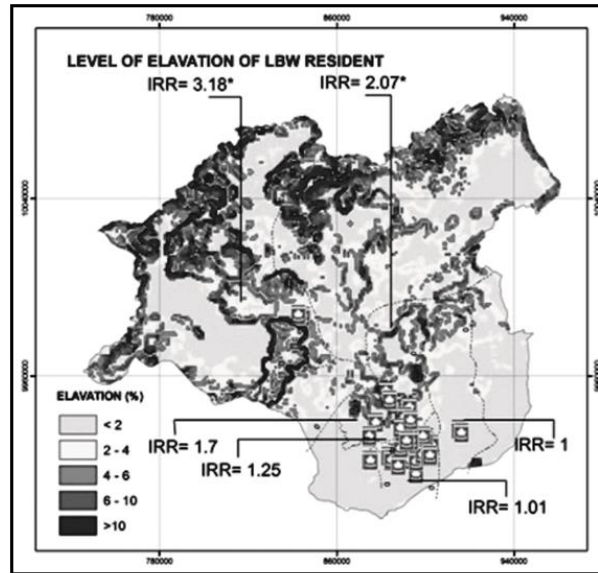 780000 860000 940000
LEVEL OF ELAVATION OF LBW RESIDENT
IRR= 3.18* IRR= 2.07*
10040000 10040000
9960000 9960000
ELAVATION (%)
< 2
2 - 4
4 - 6
6 - 10
>10
IRR= 1.7
IRR= 1.25
IRR= 1
IRR= 1.01
780000 860000 940000